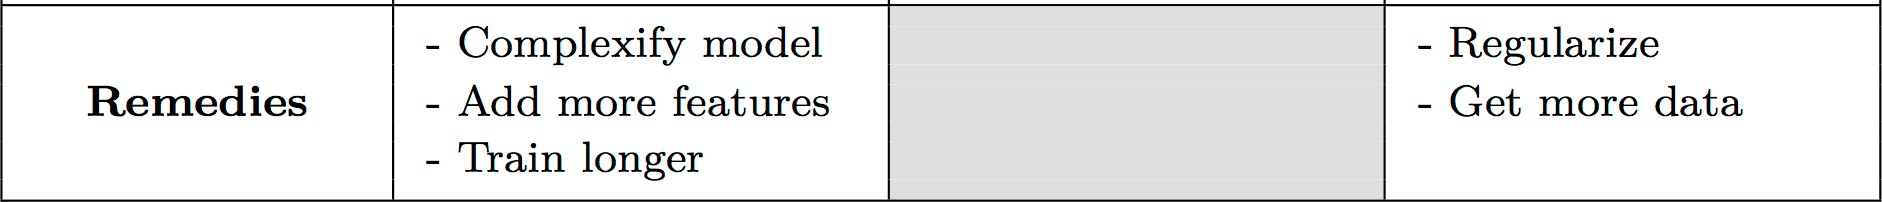 Remedies
- Complexify model
- Add more features
- Train longer
- Regularize
- Get more data